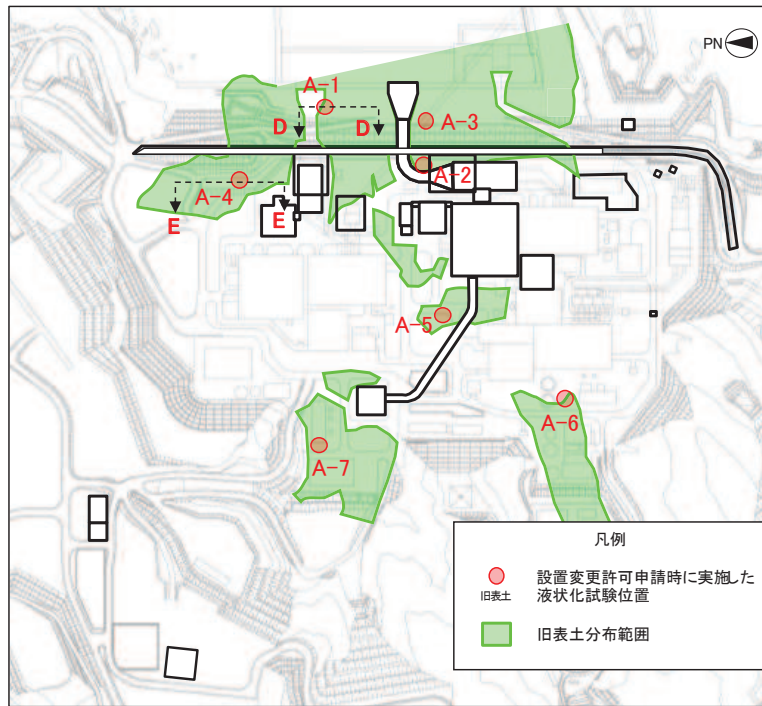 PN
A-1
D
D
A-3
A-2
A-4
E
E
A-5
A-6
A-7
凡例
設置変更許可申請時に実施した
旧表土
液状化試験位置
旧表土分布範囲